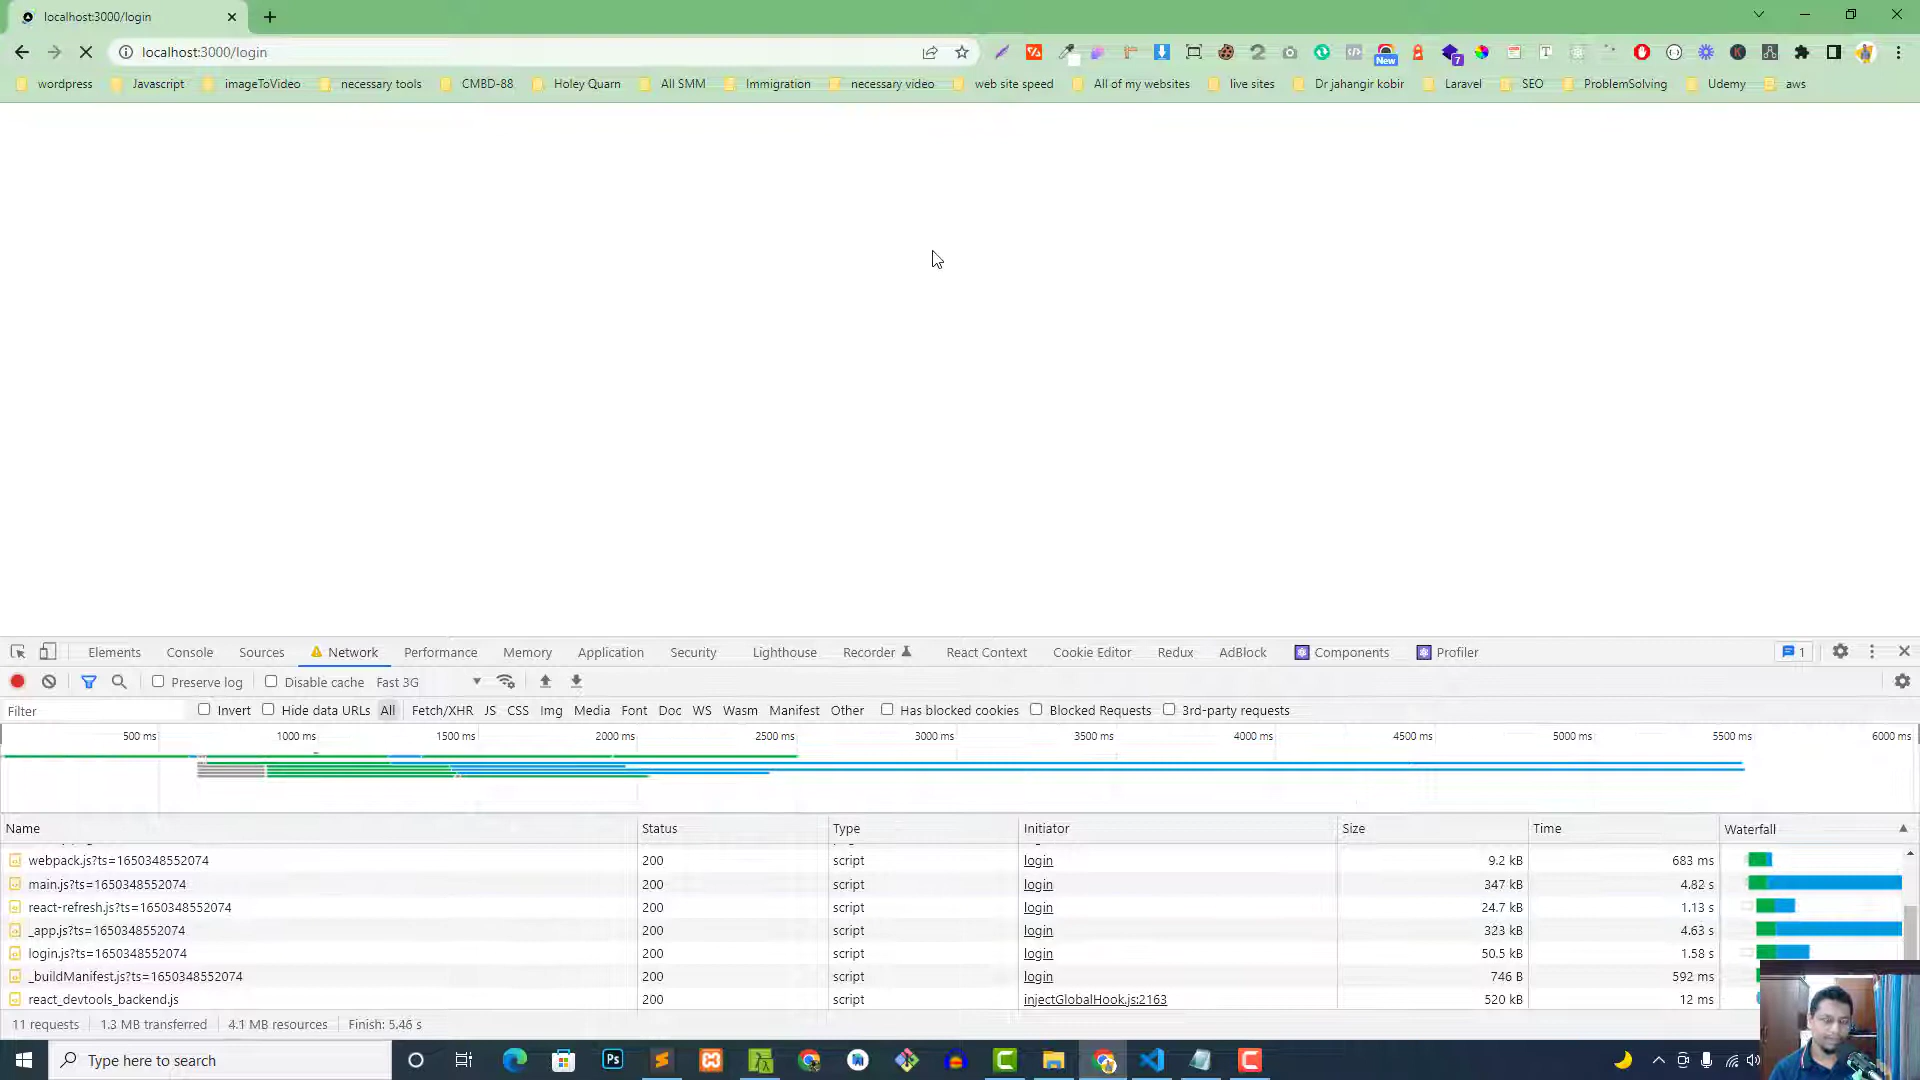 localhost:3000/login
localhost:3000/login
New
7
wordpress Javascript imageToVideo necessary tools CMBD-88 Holey Quarn All SMM Immigration necessary video web site speed All of my websites live sites Dr jahangir kobir Laravel SEO ProblemSolving Udemy aws
Elements Console Sources Network Performance Memory Application Security Lighthouse Recorder React Context Cookie Editor Redux AdBlock Components Profiler 1
Preserve log Disable cache Fast 3G
Filter Invert Hide data URLs All Fetch/XHR JS CSS Img Media Font Doc WS Wasm Manifest Other Has blocked cookies Blocked Requests 3rd-party requests
500 ms 1000 ms 1500 ms 2000 ms 2500 ms 3000 ms 3500 ms 4000 ms 4500 ms 5000 ms 5500 ms 6000 ms
Name Status Type Initiator Size Time Waterfall
webpack.js?ts=1650348552074 200 script login 9.2 kB 683 ms
main.js?ts=1650348552074 200 script login 347 kB 4.82 s
react-refresh.js?ts=1650348552074 200 script login 24.7 kB 1.13 s
_app.js?ts=1650348552074 200 script login 323 kB 4.63 s
login.js?ts=1650348552074 200 script login 50.5 kB 1.58 s
_buildManifest.js?ts=1650348552074 200 script login 746 B 592 ms
react_devtools_backend.js 200 script injectGlobalHook.js:2163 520 kB 12 ms
11 requests 1.3 MB transferred 4.1 MB resources Finish: 5.46 s
Type here to search
Ps